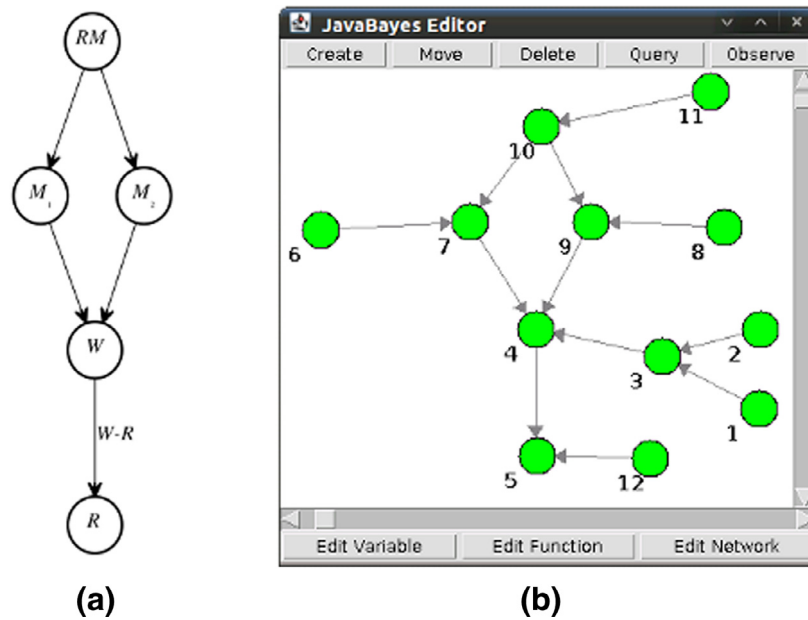 RM
M1
M2
W
W-R
R
(a)
JavaBayes Editor
Create Move Delete Query Observe
11
10
6
7
9
8
4
3
2
1
5
12
Edit Variable Edit Function Edit Network
(b)